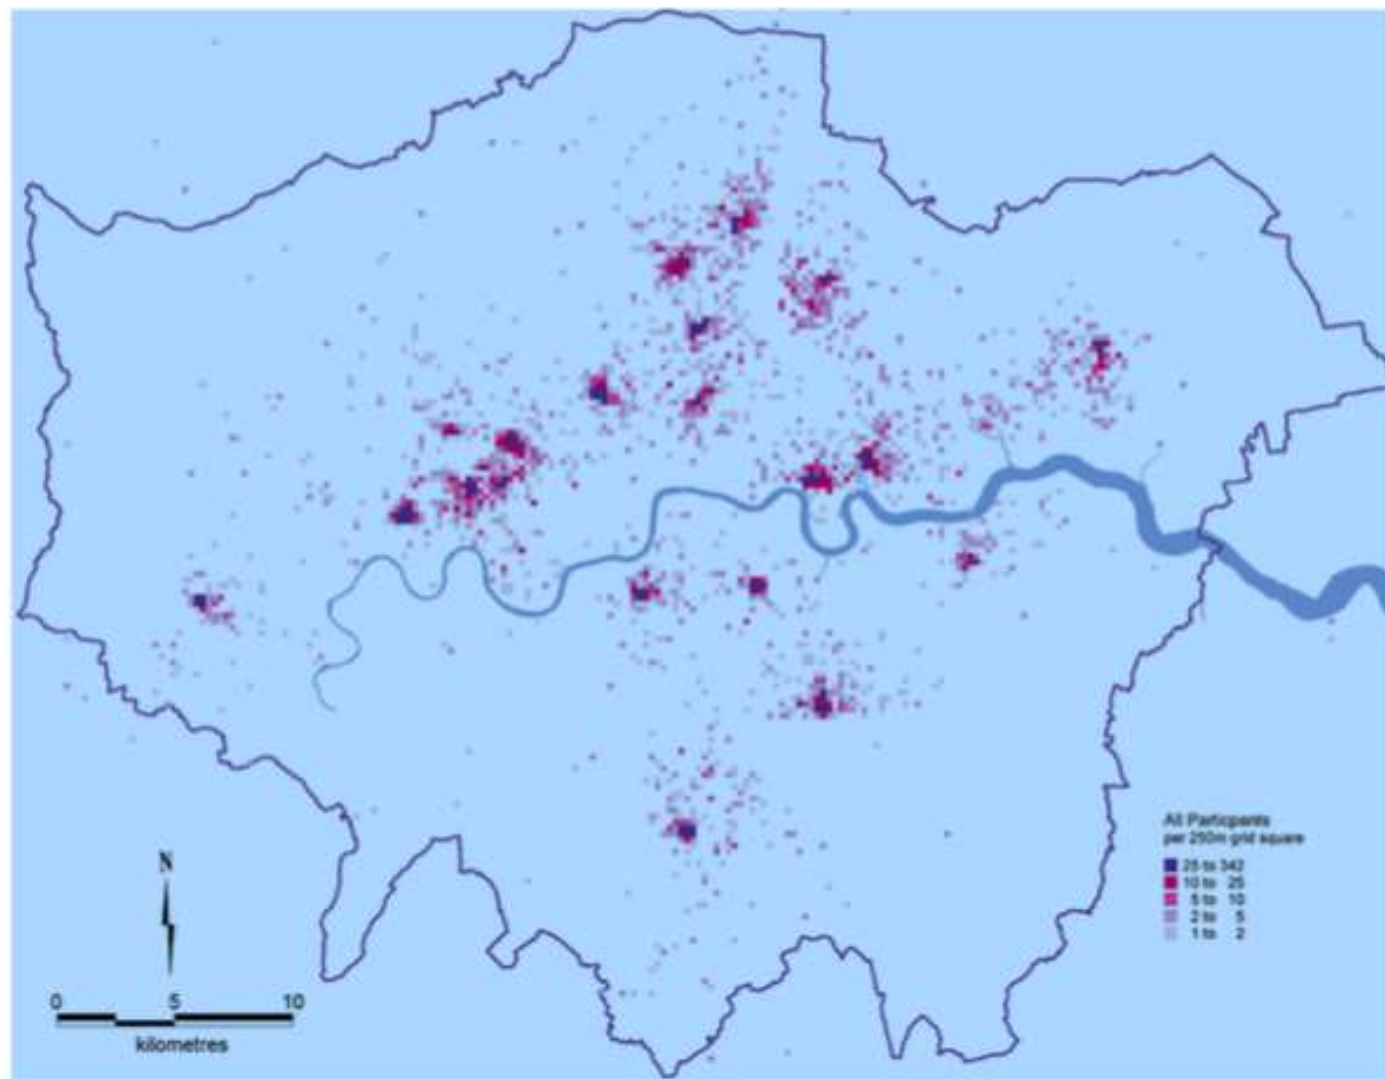 All Participants
per 250m grid square
25 to 342
10 to 25
5 to 10
2 to 5
1 to 2
N
0 5 10
kilometres